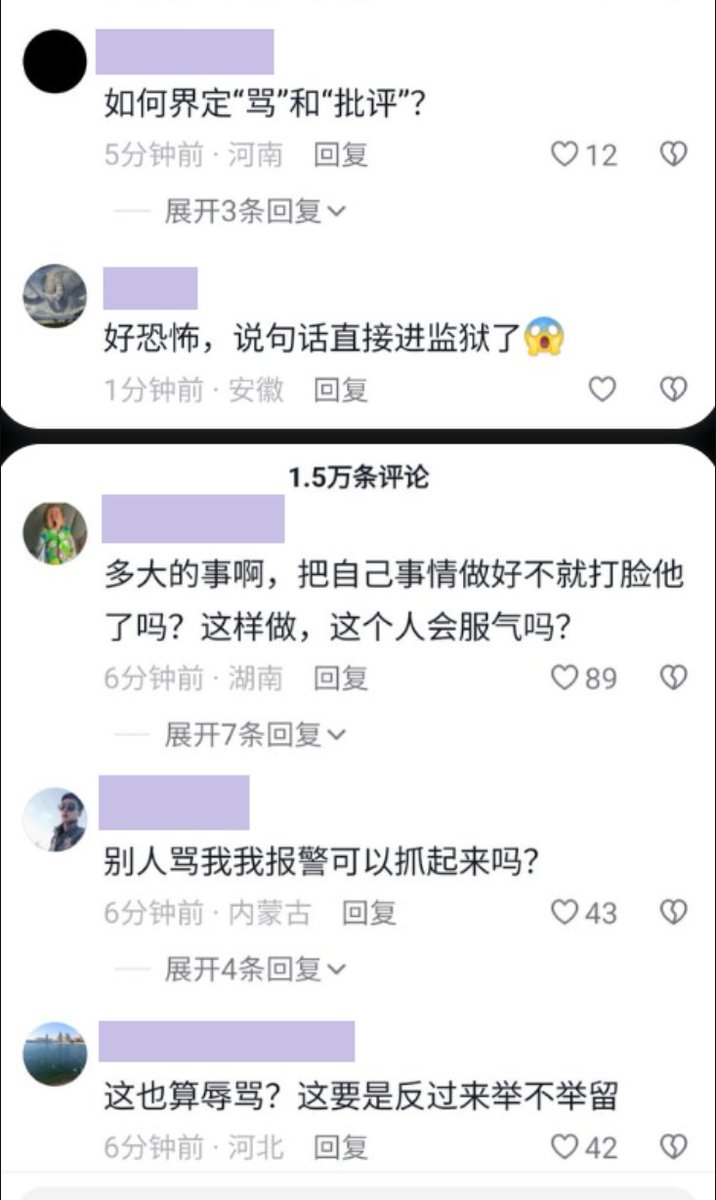 如何界定“骂”和“批评”？
5分钟前 · 河南 回复 12
展开3条回复
好恐怖，说句话直接进监狱了😱
1分钟前 · 安徽 回复
1.5万条评论
多大的事啊，把自己事情做好不就打脸他
了吗？这样做，这个人会服气吗？
6分钟前 · 湖南 回复 89
展开7条回复
别人骂我我报警可以抓起来吗？
6分钟前 · 内蒙古 回复 43
展开4条回复
这也算辱骂？这要是反过来举不举留
6分钟前 · 河北 回复 42